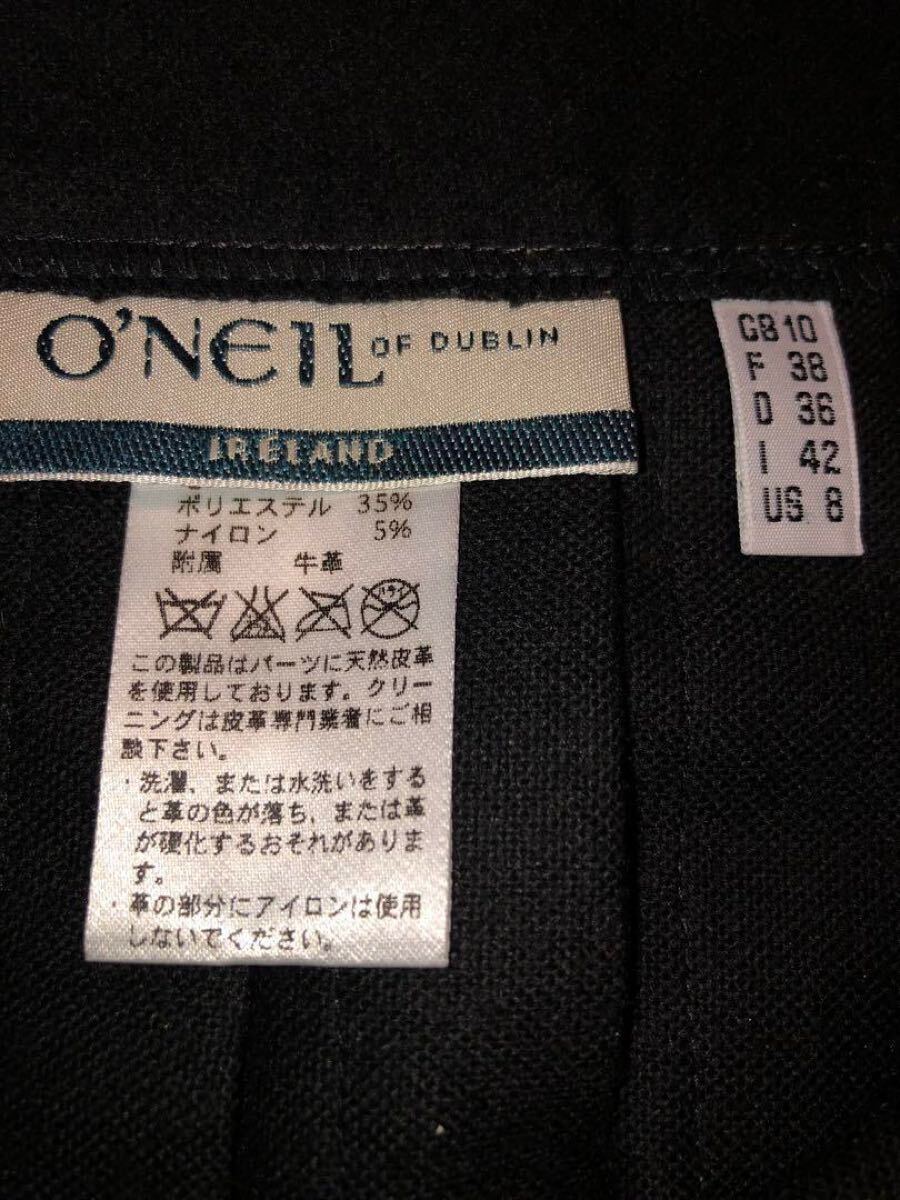 O'NEIL OF DUBLIN
IRELAND
GB 10
F 38
D 36
I 42
US 8
ポリエステル 35%
ナイロン 5%
附属 牛革
この製品はパーツに天然皮革
を使用しております。クリー
ニングは皮革専門業者にご相
談下さい。
・洗濯、または水洗いをする
と革の色が落ち、または革
が硬化するおそれがありま
す。
・革の部分にアイロンは使用
しないでください。